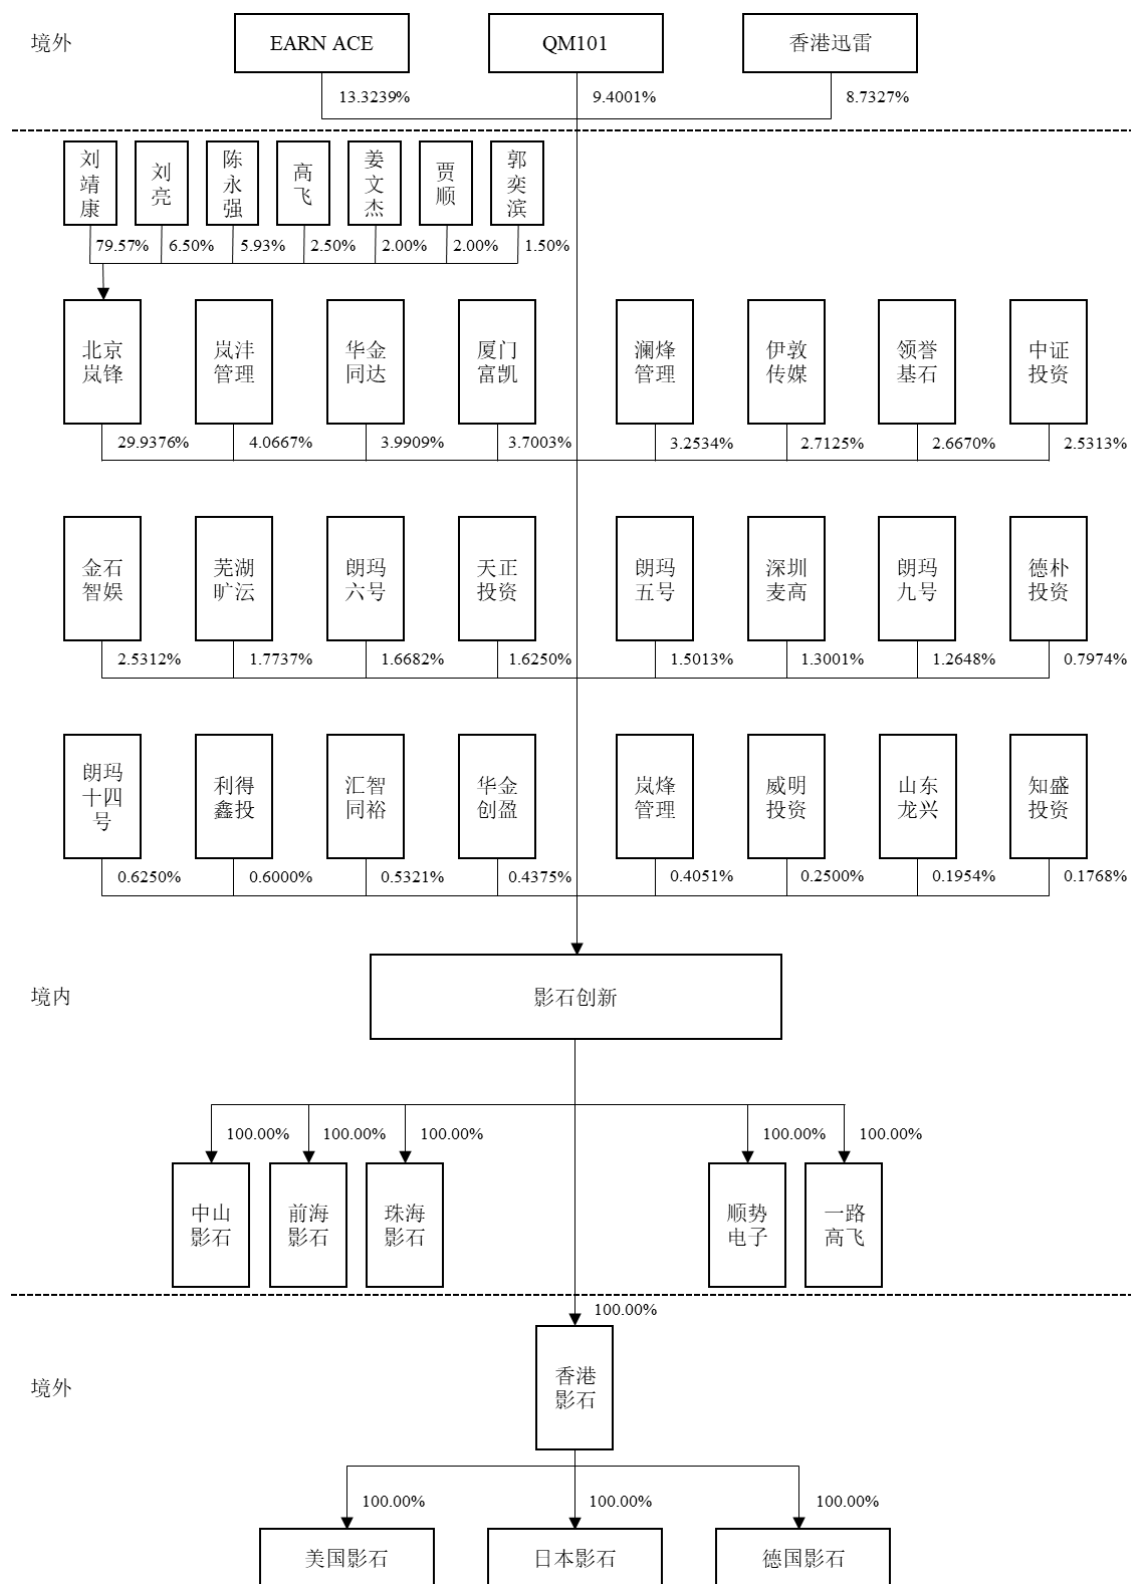 境外
EARN ACE
QM101
香港迅雷
13.3239%
9.4001%
8.7327%
刘靖康
刘亮
陈永强
高飞
姜文杰
贾顺
郭奕滨
79.57%
6.50%
5.93%
2.50%
2.00%
2.00%
1.50%
北京
岚锋
岚沣
管理
华金
同达
厦门
富凯
澜烽
管理
伊敦
传媒
领誉
基石
中证
投资
29.9376%
4.0667%
3.9909%
3.7003%
3.2534%
2.7125%
2.6670%
2.5313%
金石
智娱
芜湖
旷沄
朗玛
六号
天正
投资
朗玛
五号
深圳
麦高
朗玛
九号
德朴
投资
2.5312%
1.7737%
1.6682%
1.6250%
1.5013%
1.3001%
1.2648%
0.7974%
朗玛
十四
号
利得
鑫投
汇智
同裕
华金
创盈
岚烽
管理
威明
投资
山东
龙兴
知盛
投资
0.6250%
0.6000%
0.5321%
0.4375%
0.4051%
0.2500%
0.1954%
0.1768%
境内
影石创新
100.00%
100.00%
100.00%
100.00%
100.00%
中山
影石
前海
影石
珠海
影石
顺势
电子
一路
高飞
100.00%
境外
香港
影石
100.00%
100.00%
100.00%
美国影石
日本影石
德国影石